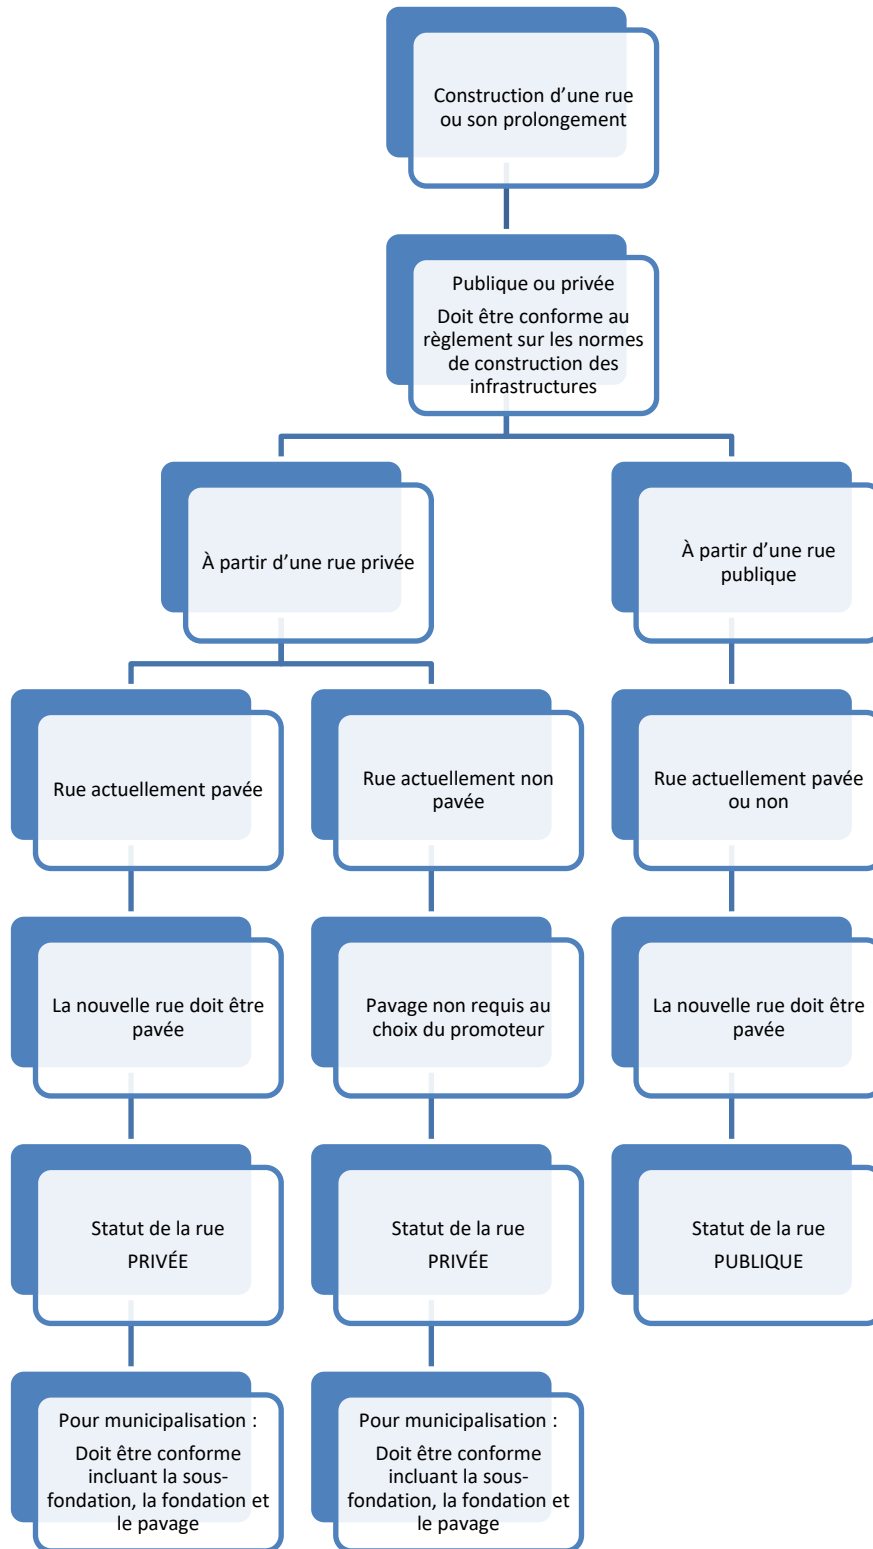 Construction d’une rue
ou son prolongement
Publique ou privée
Doit être conforme au
règlement sur les normes
de construction des
infrastructures
À partir d’une rue privée
À partir d’une rue
publique
Rue actuellement pavée
Rue actuellement non
pavée
Rue actuellement pavée
ou non
La nouvelle rue doit être
pavée
Pavage non requis au
choix du promoteur
La nouvelle rue doit être
pavée
Statut de la rue
PRIVÉE
Statut de la rue
PRIVÉE
Statut de la rue
PUBLIQUE
Pour municipalisation :
Doit être conforme
incluant la sous-
fondation, la fondation et
le pavage
Pour municipalisation :
Doit être conforme
incluant la sous-
fondation, la fondation et
le pavage